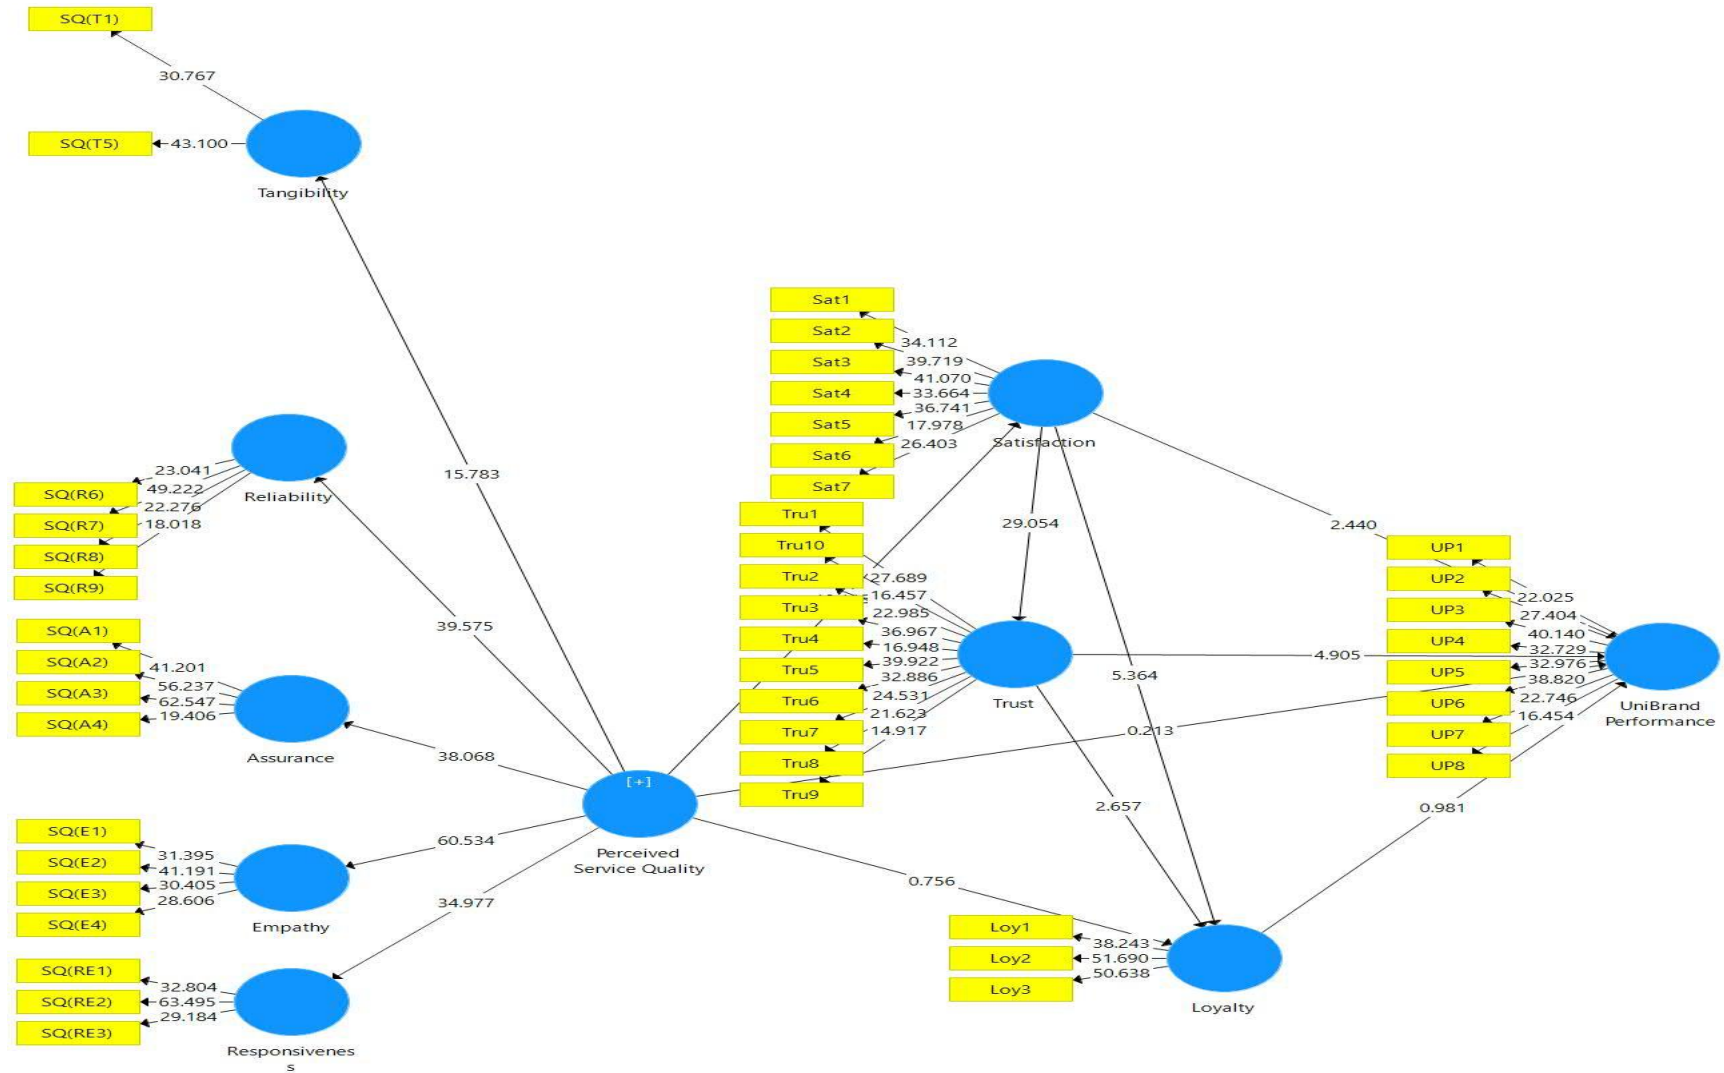 SQ(T1)
30.767
SQ(T5)
43.100
Tangibility
15.783
23.041
49.222
22.276
18.018
SQ(R6)
SQ(R7)
SQ(R8)
SQ(R9)
Reliability
39.575
SQ(A1)
SQ(A2)
SQ(A3)
SQ(A4)
41.201
56.237
62.547
19.406
Assurance
38.068
SQ(E1)
SQ(E2)
SQ(E3)
SQ(E4)
31.395
41.191
30.405
28.606
Empathy
60.534
SQ(RE1)
SQ(RE2)
SQ(RE3)
32.804
63.495
29.184
Responsivenes
s
34.977
[+]
Perceived
Service Quality
Sat1
Sat2
Sat3
Sat4
Sat5
Sat6
Sat7
34.112
39.719
41.070
33.664
36.741
17.978
26.403
Satisfaction
29.054
2.440
5.364
Tru1
Tru10
Tru2
Tru3
Tru4
Tru5
Tru6
Tru7
Tru8
Tru9
27.689
16.457
22.985
36.967
16.948
39.922
32.886
24.531
21.623
14.917
Trust
4.905
2.657
0.213
0.756
Loy1
Loy2
Loy3
38.243
51.690
50.638
Loyalty
0.981
UP1
UP2
UP3
UP4
UP5
UP6
UP7
UP8
22.025
27.404
40.140
32.729
32.976
38.820
22.746
16.454
UniBrand
Performance